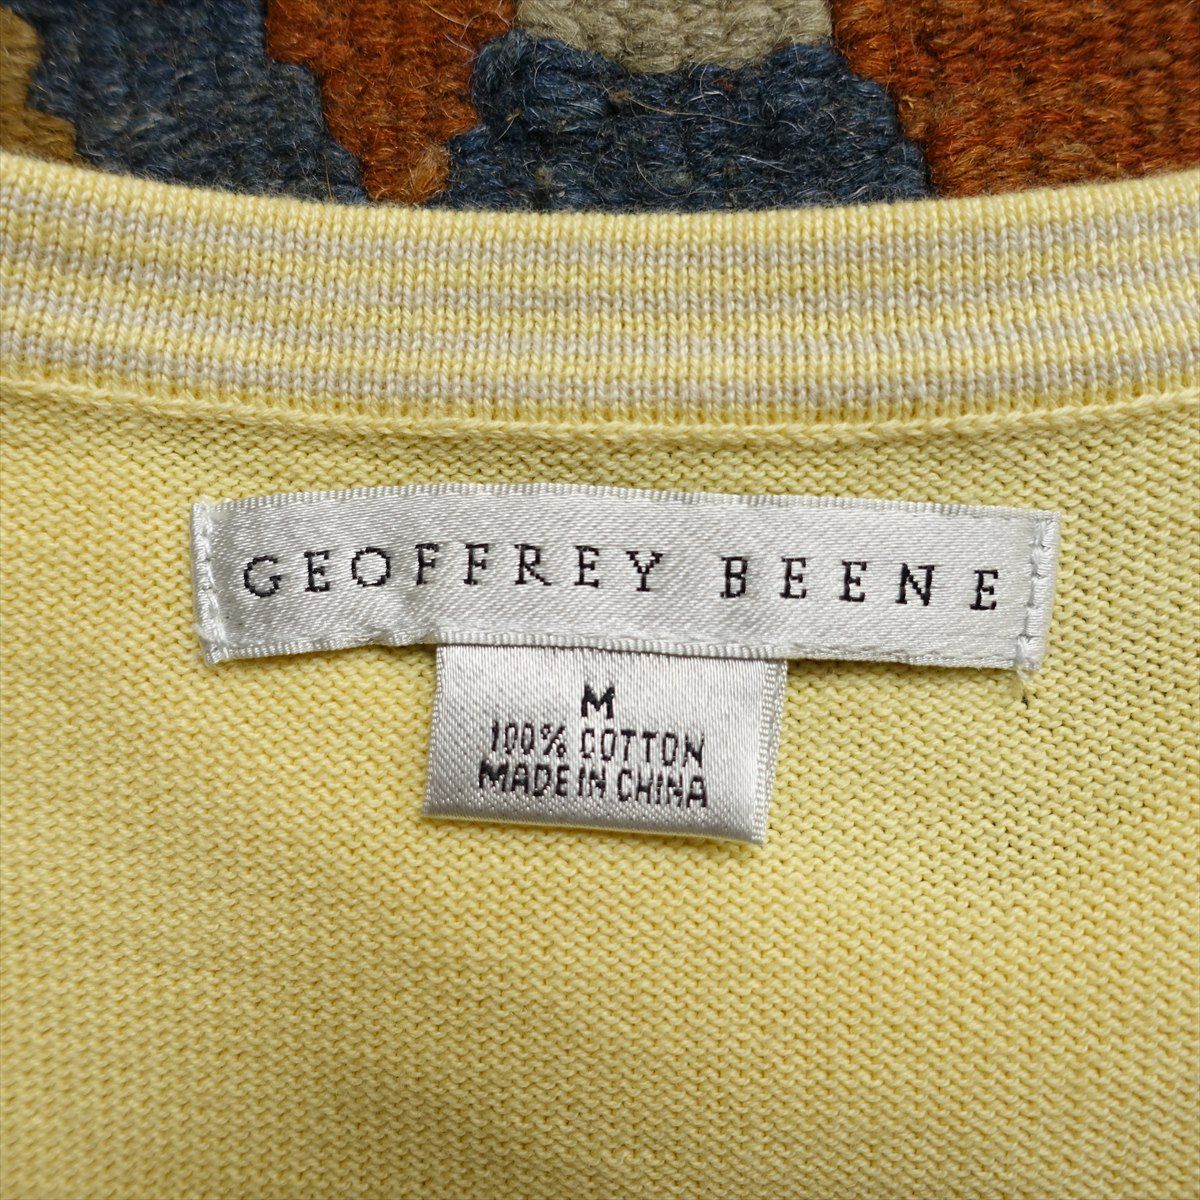 GEOFFREY BEENE
M
100% COTTON
MADE IN CHINA